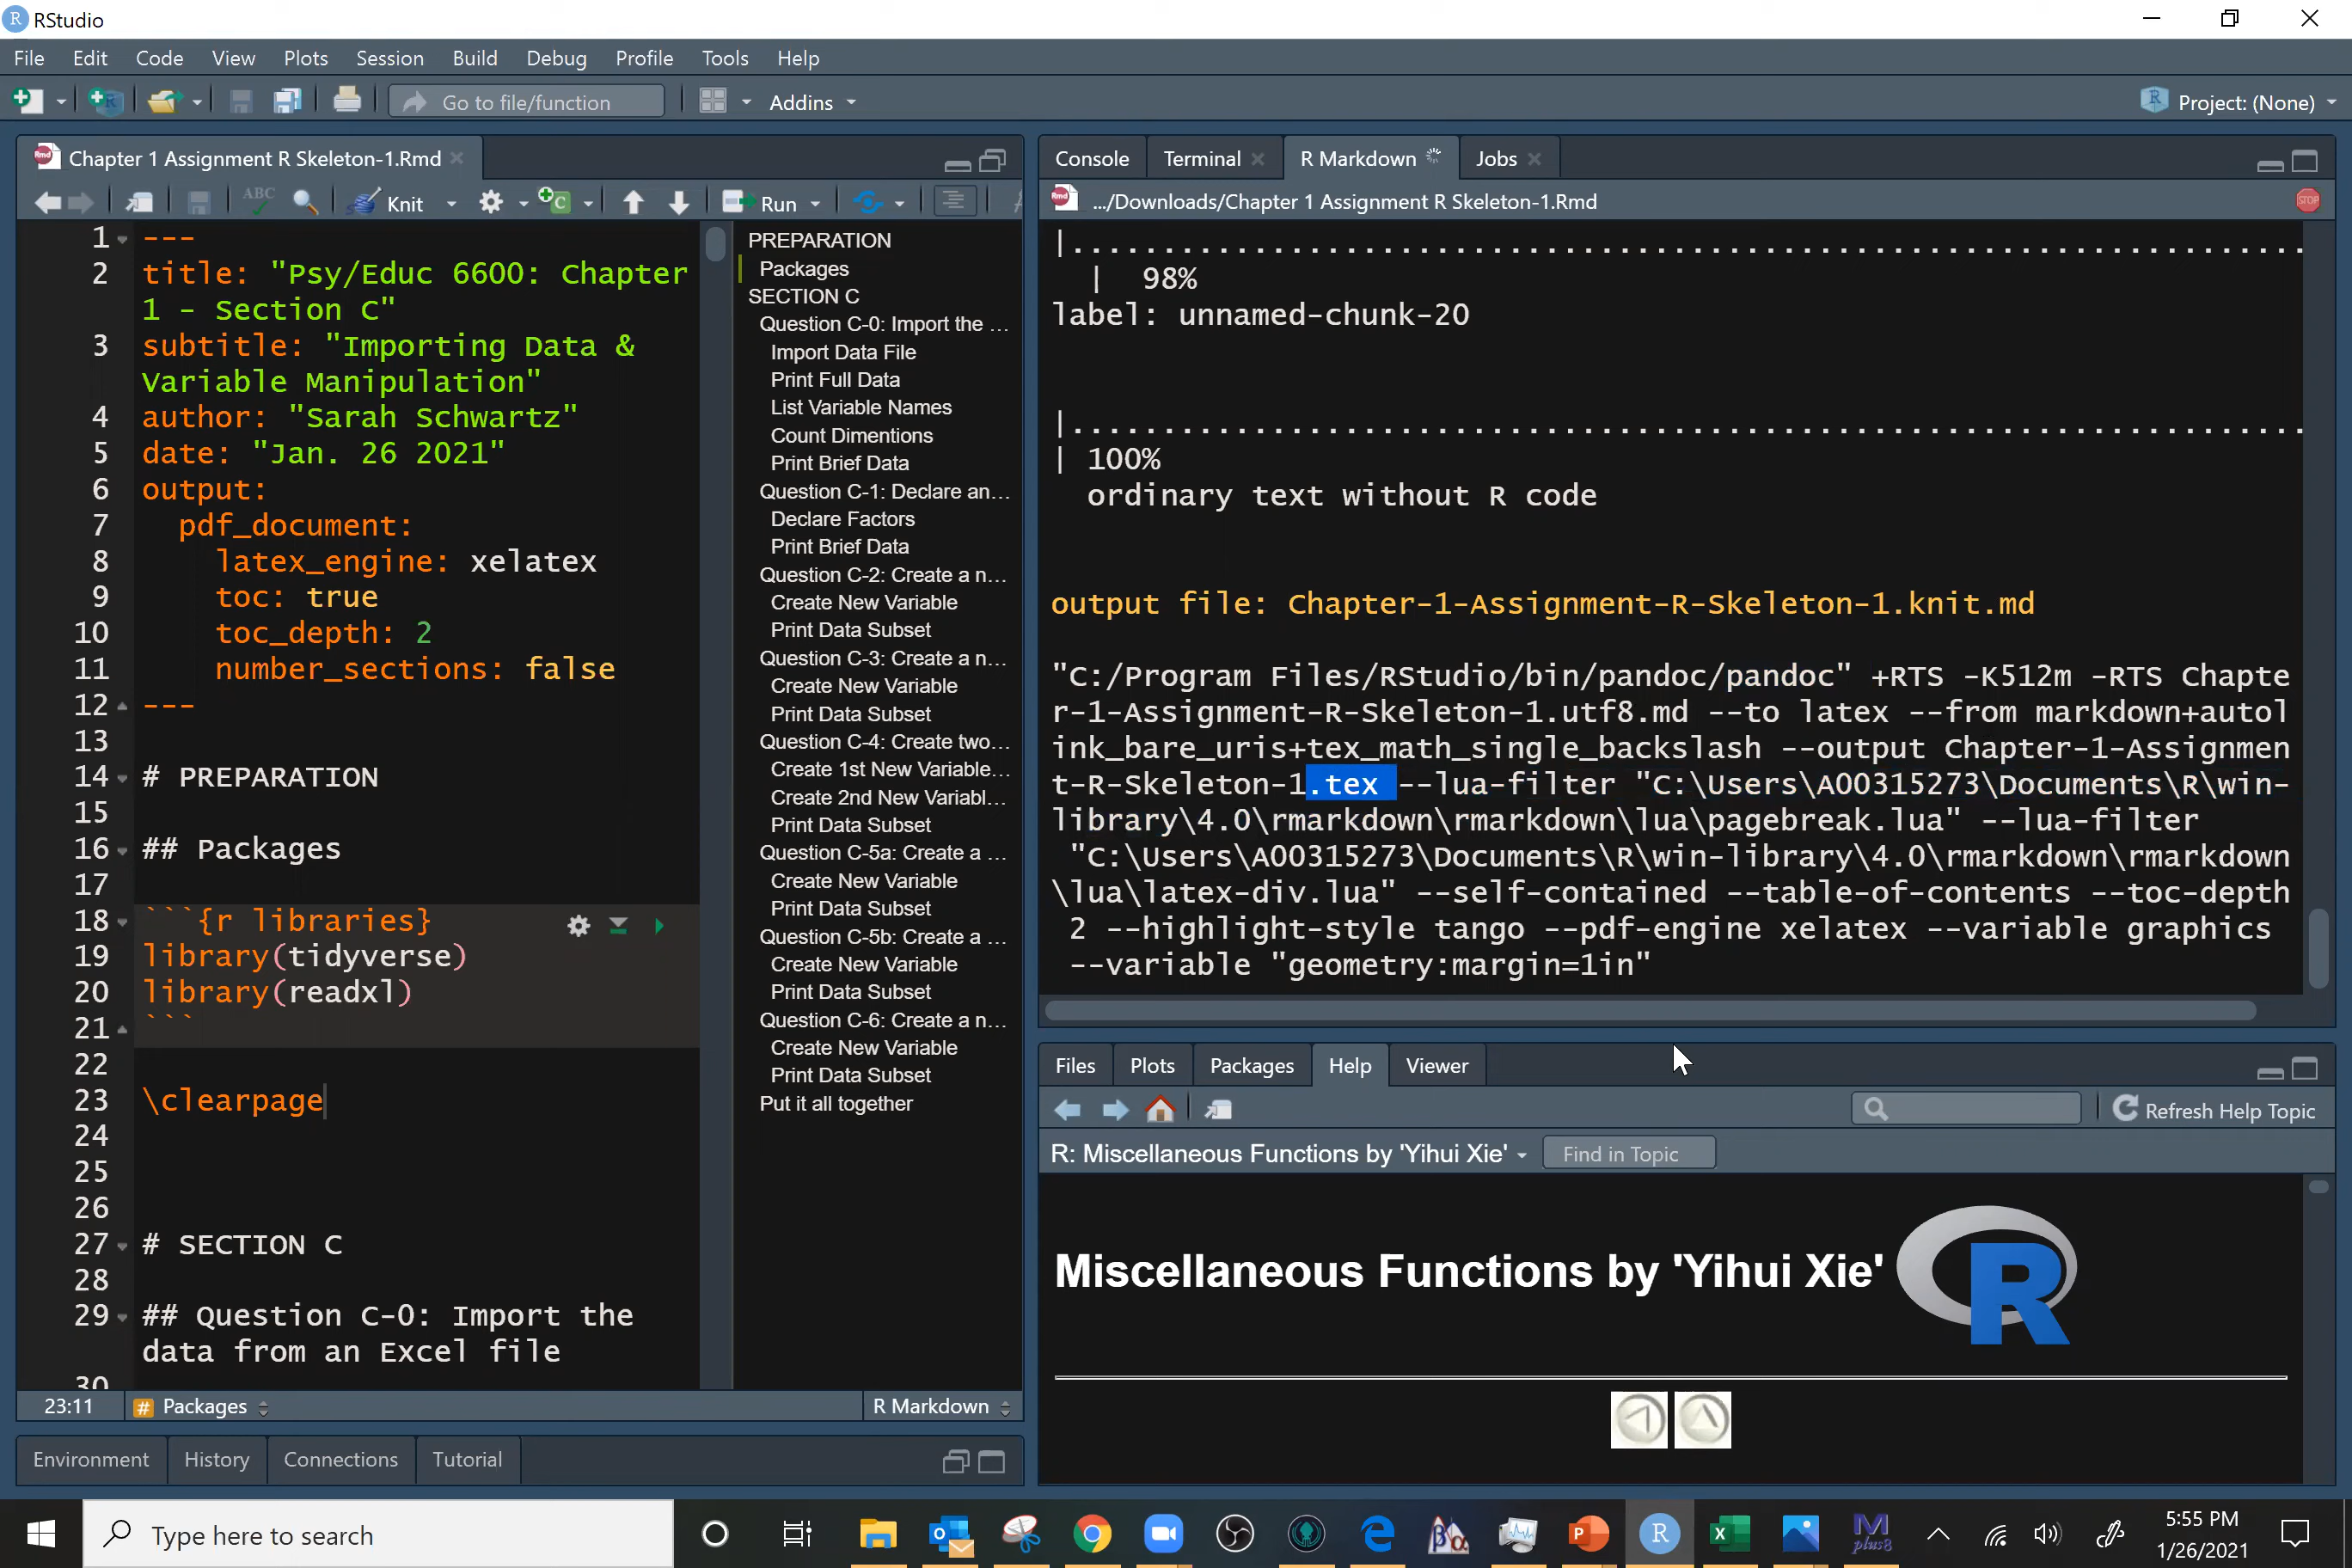 RStudio
File Edit Code View Plots Session Build Debug Profile Tools Help
Go to file/function Addins Project: (None)
Chapter 1 Assignment R Skeleton-1.Rmd
ABC Knit Run
1 ---
2 title: "Psy/Educ 6600: Chapter
1 - Section C"
3 subtitle: "Importing Data &
Variable Manipulation"
4 author: "Sarah Schwartz"
5 date: "Jan. 26 2021"
6 output:
7 pdf_document:
8 latex_engine: xelatex
9 toc: true
10 toc_depth: 2
11 number_sections: false
12 ---
13
14 # PREPARATION
15
16 ## Packages
17
18 ```{r libraries}
19 library(tidyverse)
20 library(readxl)
21 ```
22
23 \clearpage
24
25
26
27 # SECTION C
28
29 ## Question C-0: Import the
data from an Excel file
30
23:11 # Packages R Markdown
PREPARATION
Packages
SECTION C
Question C-0: Import the ...
Import Data File
Print Full Data
List Variable Names
Count Dimentions
Print Brief Data
Question C-1: Declare an...
Declare Factors
Print Brief Data
Question C-2: Create a n...
Create New Variable
Print Data Subset
Question C-3: Create a n...
Create New Variable
Print Data Subset
Question C-4: Create two...
Create 1st New Variable...
Create 2nd New Variabl...
Print Data Subset
Question C-5a: Create a ...
Create New Variable
Print Data Subset
Question C-5b: Create a ...
Create New Variable
Print Data Subset
Question C-6: Create a n...
Create New Variable
Print Data Subset
Put it all together
Environment History Connections Tutorial
Console Terminal R Markdown Jobs
.../Downloads/Chapter 1 Assignment R Skeleton-1.Rmd STOP
|......................................................................
| 98%
label: unnamed-chunk-20
|......................................................................
| 100%
ordinary text without R code
output file: Chapter-1-Assignment-R-Skeleton-1.knit.md
"C:/Program Files/RStudio/bin/pandoc/pandoc" +RTS -K512m -RTS Chapte
r-1-Assignment-R-Skeleton-1.utf8.md --to latex --from markdown+autol
ink_bare_uris+tex_math_single_backslash --output Chapter-1-Assignmen
t-R-Skeleton-1.tex --lua-filter "C:\Users\A00315273\Documents\R\win-
library\4.0\rmarkdown\rmarkdown\lua\pagebreak.lua" --lua-filter
"C:\Users\A00315273\Documents\R\win-library\4.0\rmarkdown\rmarkdown
\lua\latex-div.lua" --self-contained --table-of-contents --toc-depth
2 --highlight-style tango --pdf-engine xelatex --variable graphics
--variable "geometry:margin=1in"
Files Plots Packages Help Viewer
Refresh Help Topic
R: Miscellaneous Functions by 'Yihui Xie' Find in Topic
Miscellaneous Functions by 'Yihui Xie' R
Type here to search
5:55 PM
1/26/2021